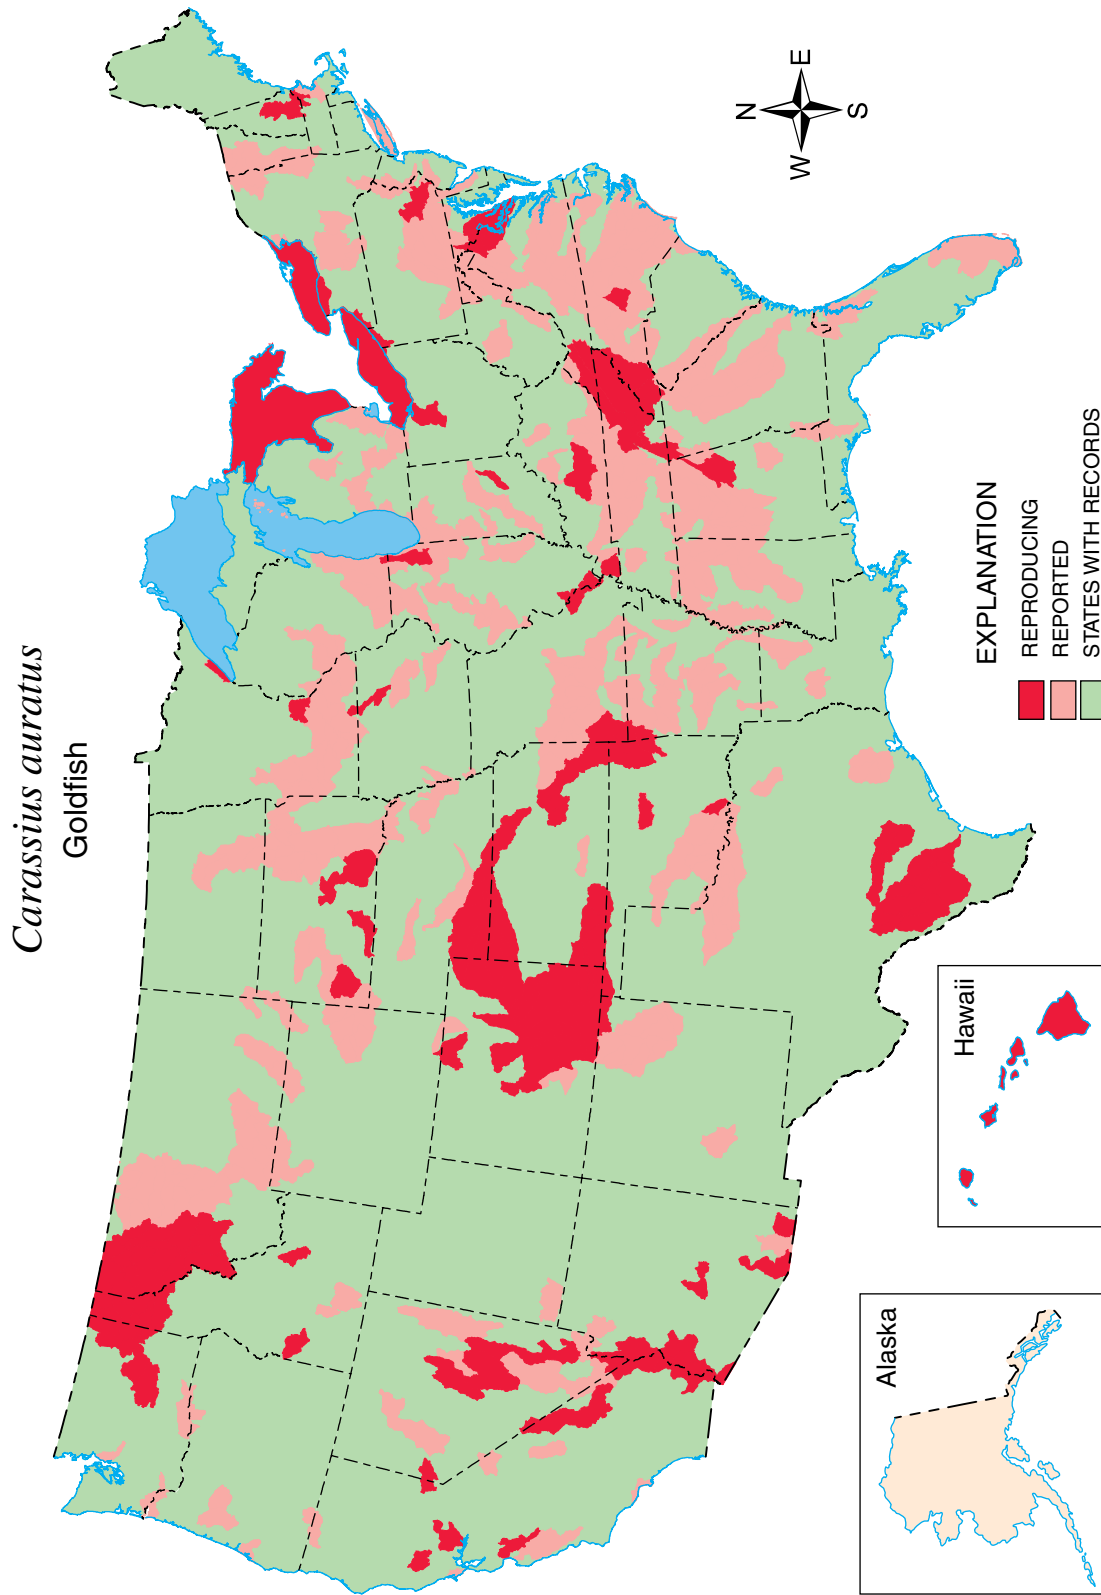 Carassius auratus
Goldfish
N
W E
S
EXPLANATION
REPRODUCING
REPORTED
STATES WITH RECORDS
Alaska
Hawaii